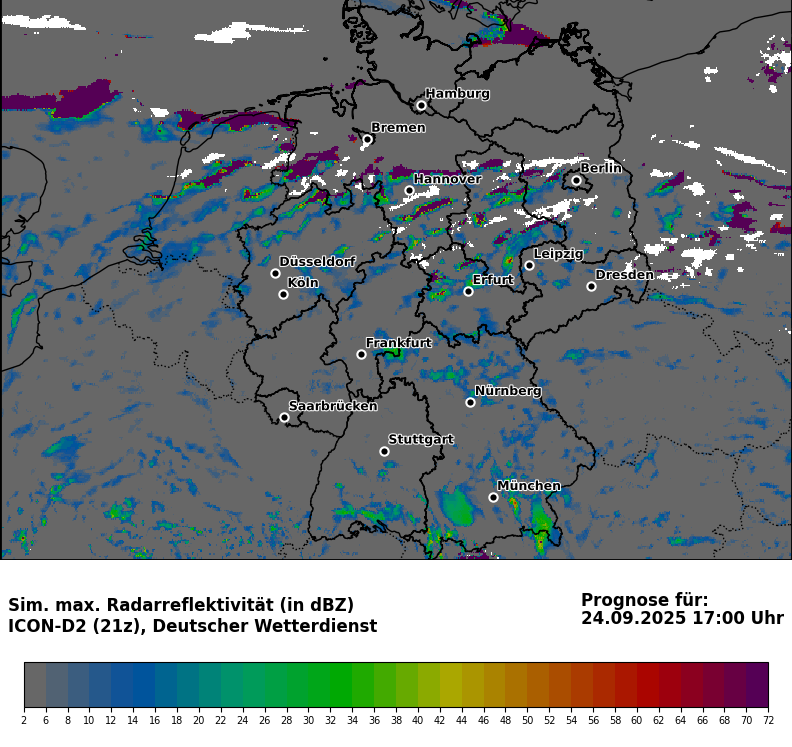 Hamburg
Bremen
Berlin
Hannover
Leipzig
Düsseldorf
Dresden
Erfurt
Köln
Frankfurt
Nürnberg
Saarbrücken
Stuttgart
München
Sim. max. Radarreflektivität (in dBZ)
ICON-D2 (21z), Deutscher Wetterdienst
Prognose für:
24.09.2025 17:00 Uhr
2 6 8 10 12 14 16 18 20 22 24 26 28 30 32 34 36 38 40 42 44 46 48 50 52 54 56 58 60 62 64 66 68 70 72